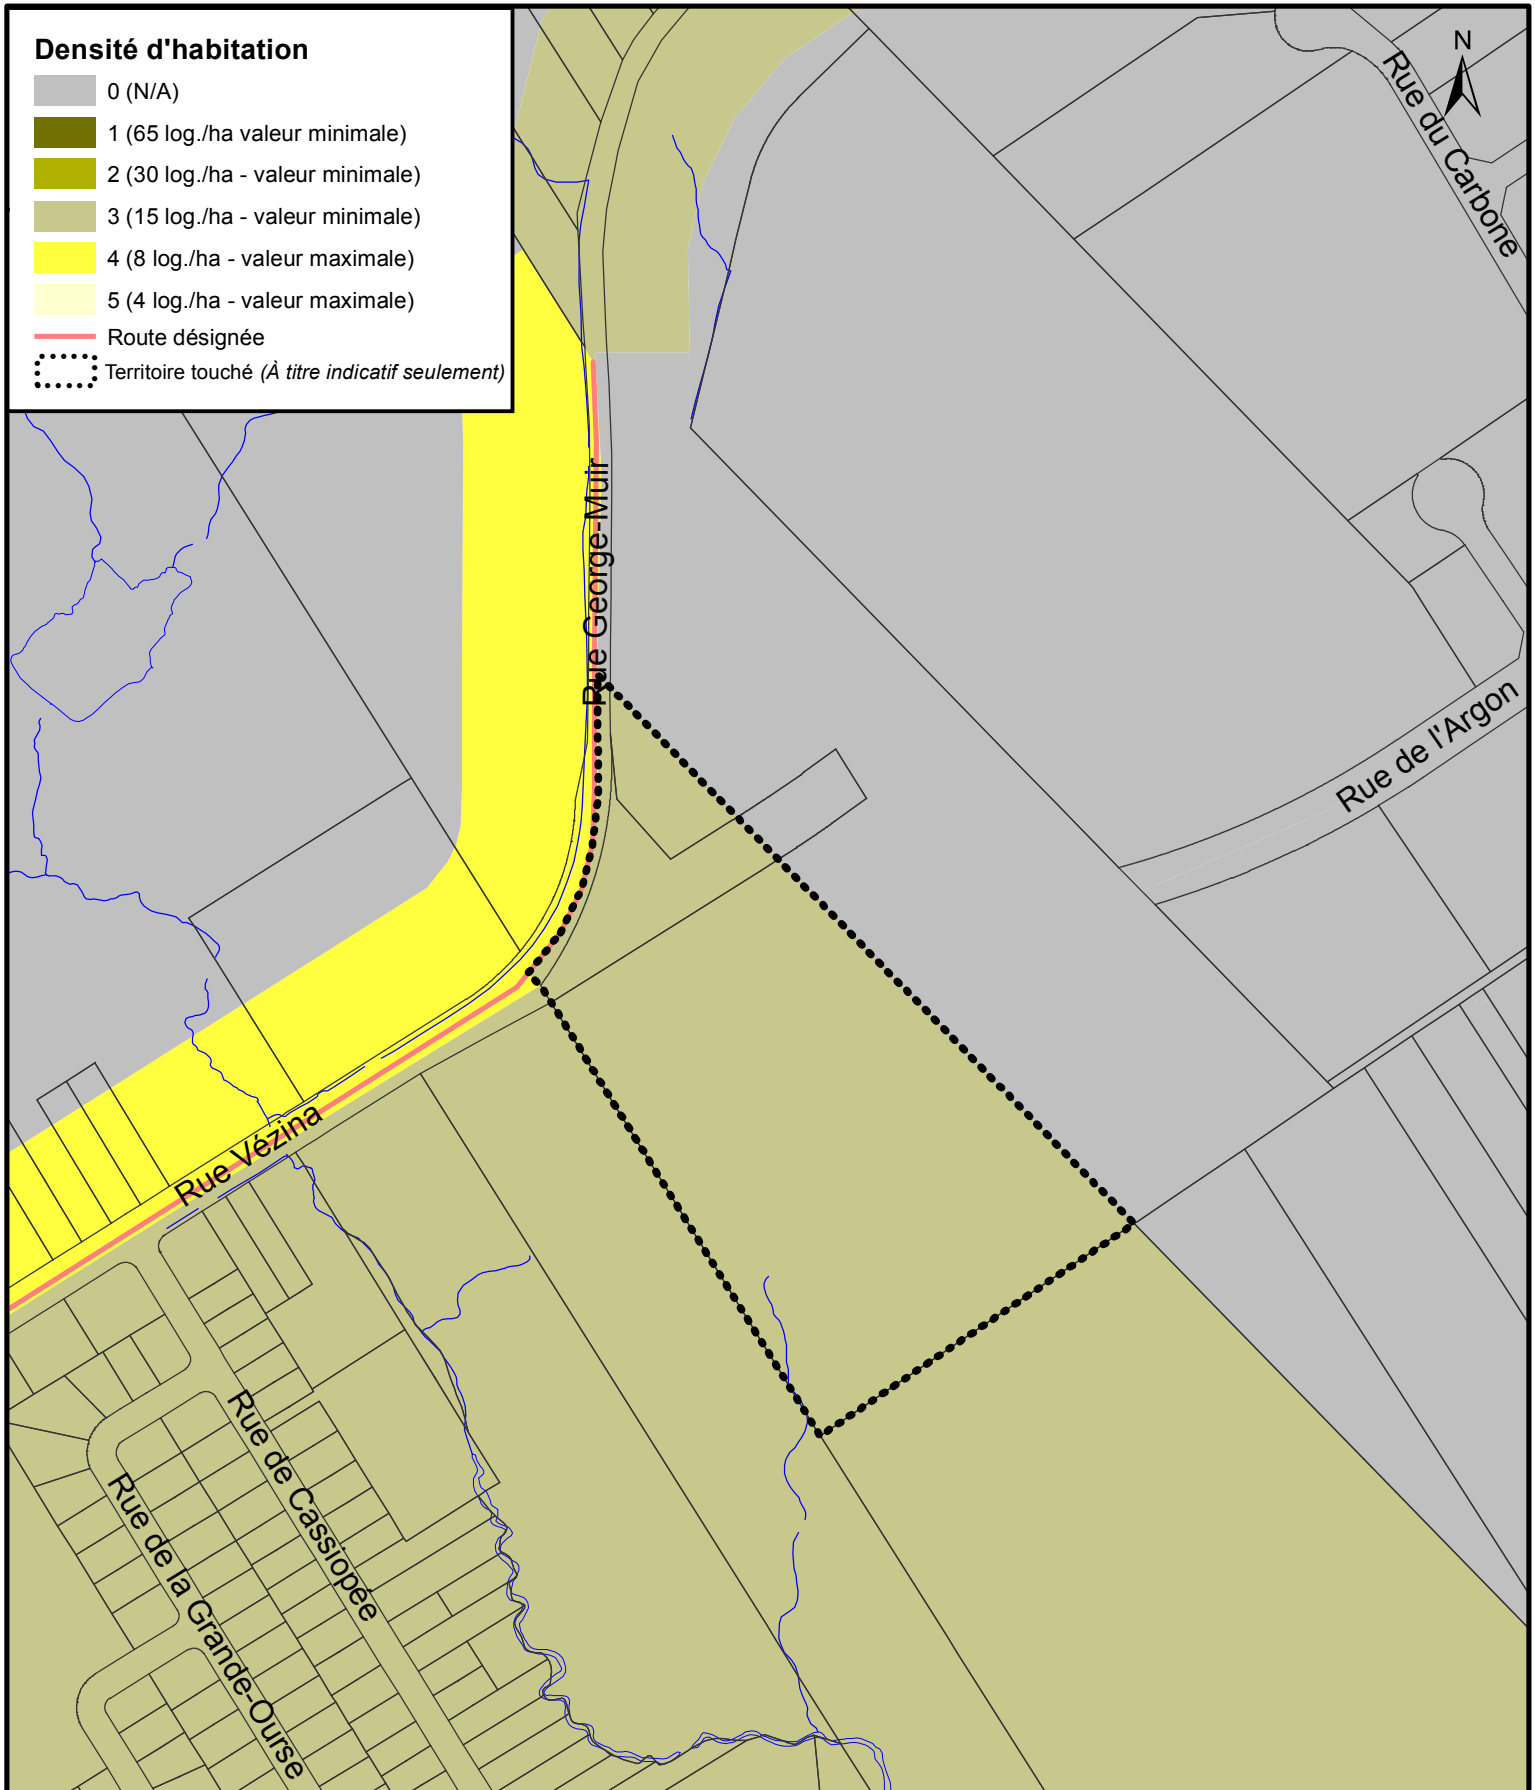 Densité d'habitation
0 (N/A)
1 (65 log./ha valeur minimale)
2 (30 log./ha - valeur minimale)
3 (15 log./ha - valeur minimale)
4 (8 log./ha - valeur maximale)
5 (4 log./ha - valeur maximale)
Route désignée
Territoire touché (À titre indicatif seulement)
N
Rue du Carbone
Rue George-Muir
Rue de l'Argon
Rue Vézina
Rue de Cassiopée
Rue de la Grande-Ourse